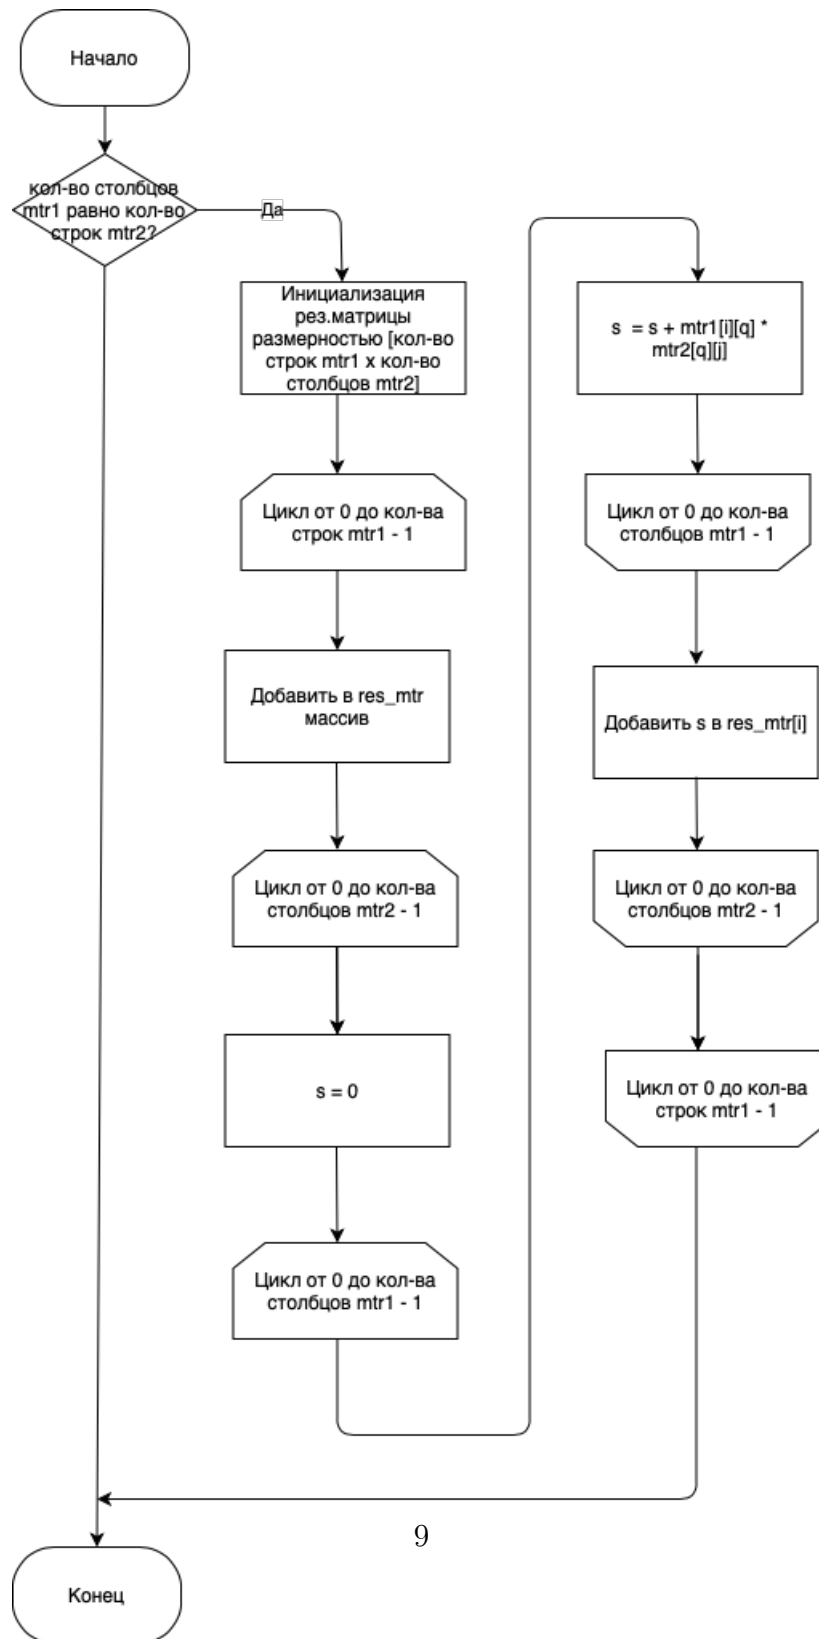 Начало
кол-во столбцов
mtr1 равно кол-во
строк mtr2?
Да
Инициализация
рез.матрицы
размерностью [кол-во
строк mtr1 x кол-во
столбцов mtr2]
Цикл от 0 до кол-ва
строк mtr1 - 1
Добавить в res_mtr
массив
Цикл от 0 до кол-ва
столбцов mtr2 - 1
s = 0
Цикл от 0 до кол-ва
столбцов mtr1 - 1
s = s + mtr1[i][q] *
mtr2[q][j]
Цикл от 0 до кол-ва
столбцов mtr1 - 1
Добавить s в res_mtr[i]
Цикл от 0 до кол-ва
столбцов mtr2 - 1
Цикл от 0 до кол-ва
строк mtr1 - 1
Конец
9